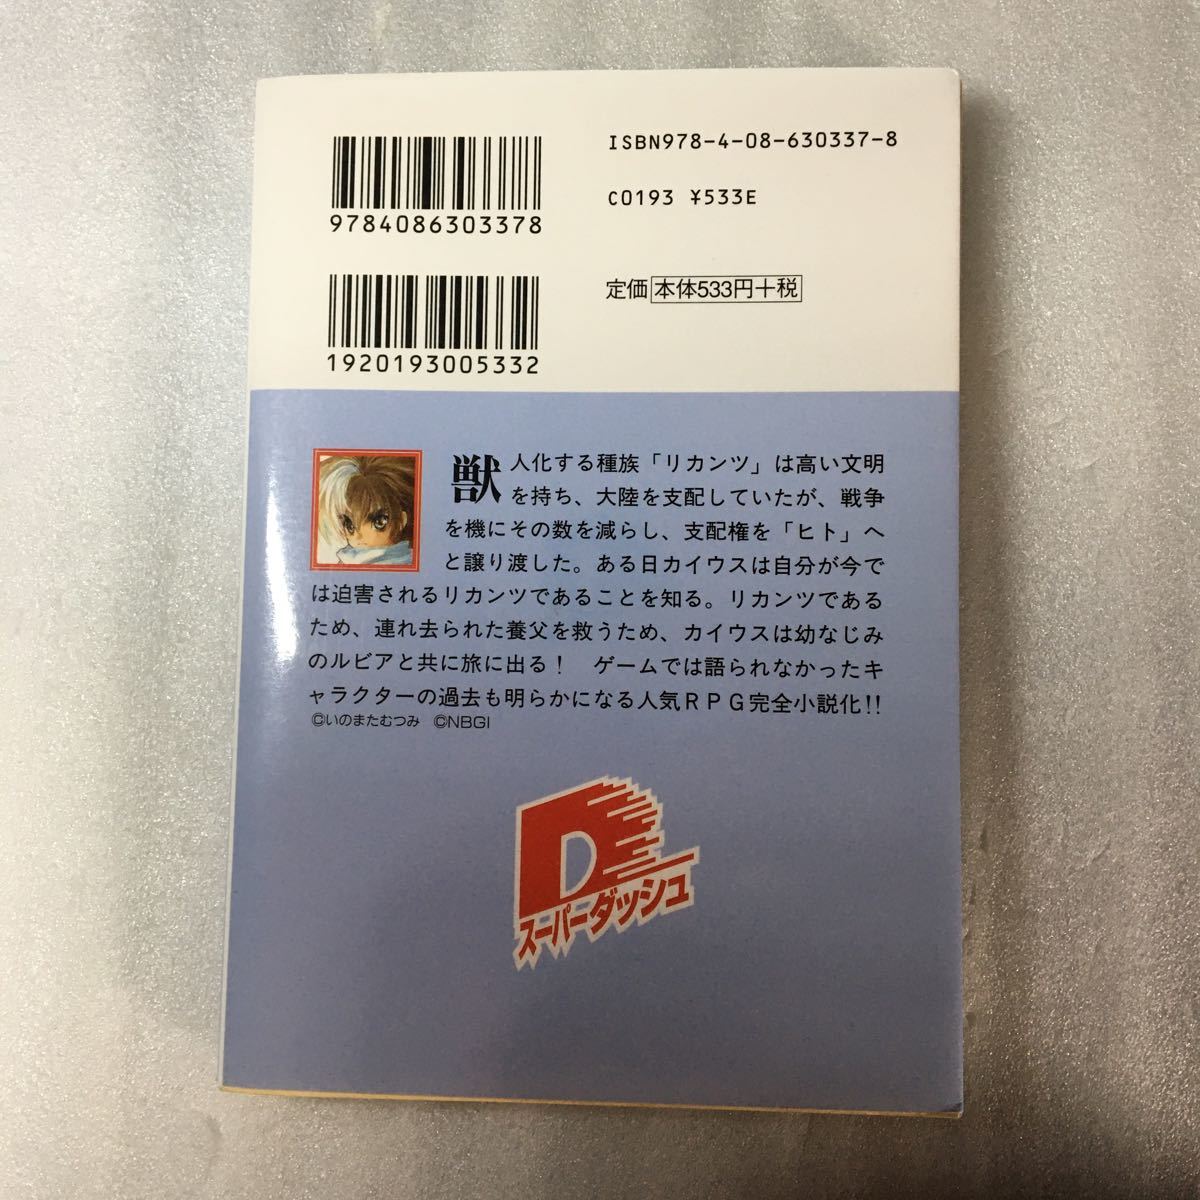 ISBN978-4-08-630337-8
C0193 ¥533E
9784086303378
定価 本体533円+税
1920193005332
獣人化する種族「リカンツ」は高い文明
を持ち、大陸を支配していたが、戦争
を機にその数を減らし、支配権を「ヒト」へ
と譲り渡した。ある日カイウスは自分が今で
は迫害されるリカンツであることを知る。リカンツである
ため、連れ去られた養父を救うため、カイウスは幼なじみ
のルビアと共に旅に出る！　ゲームでは語られなかったキ
ャラクターの過去も明らかになる人気ＲＰＧ完全小説化!!
©いのまたむつみ ©NBGI
D
スーパーダッシュ